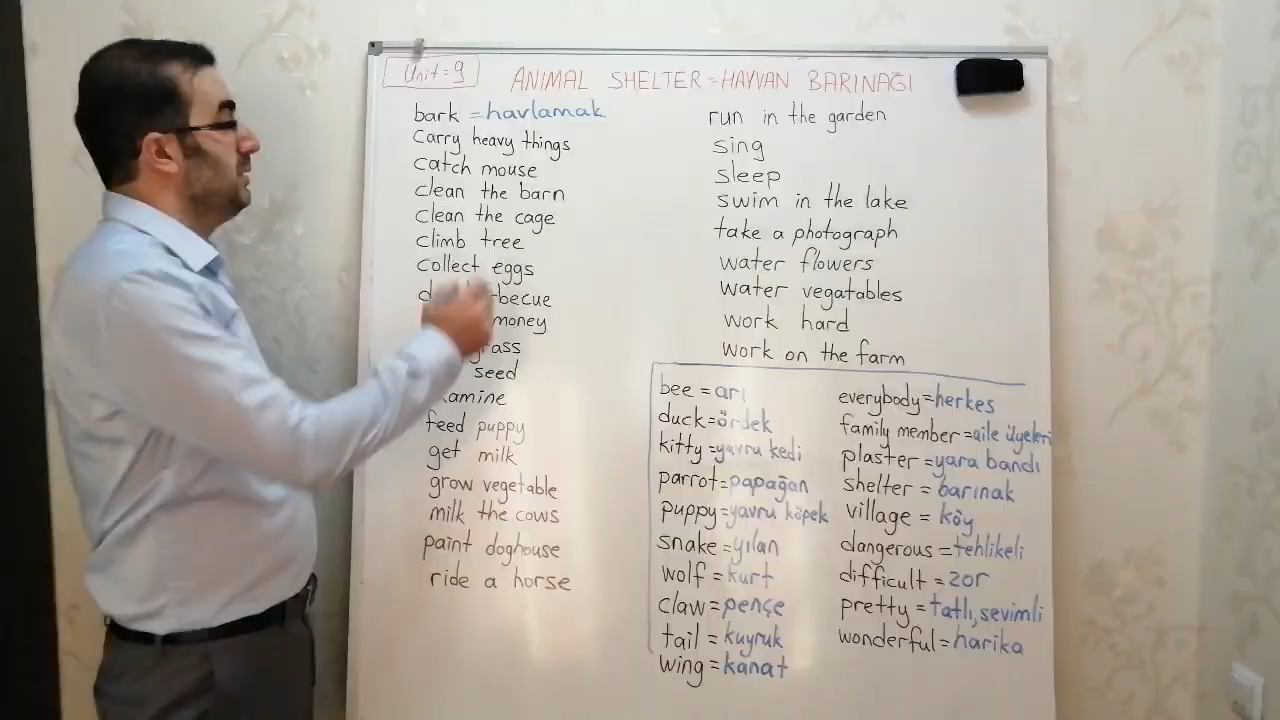 Unit=9
ANIMAL SHELTER=HAYVAN BARINAĞI
bark =havlamak
carry heavy things
catch mouse
clean the barn
clean the cage
climb tree
collect eggs
money
seed
feed puppy
get milk
grow vegetable
milk the cows
paint doghouse
ride a horse
run in the garden
sing
sleep
swim in the lake
take a photograph
water flowers
water vegatables
work hard
work on the farm
bee =arı
duck=ördek
kitty=yavru kedi
parrot=papağan
puppy=yavru köpek
snake=yılan
wolf =kurt
claw=pençe
tail =kuyruk
wing=kanat
everybody=herkes
family member=aile üyeleri
plaster=yara bandı
shelter = barınak
village = köy
dangerous=tehlikeli
difficult = zor
pretty=tatlı,sevimli
wonderful=harika